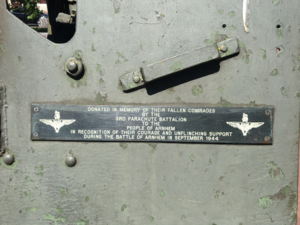 DONATED IN MEMORY OF THEIR FALLEN COMRADES
BY THE
3RD PARACHUTE BATTALION
TO THE
PEOPLE OF ARNHEM
IN RECOGNITION OF THEIR COURAGE AND UNFLINCHING SUPPORT
DURING THE BATTLE OF ARNHEM IN SEPTEMBER 1944.